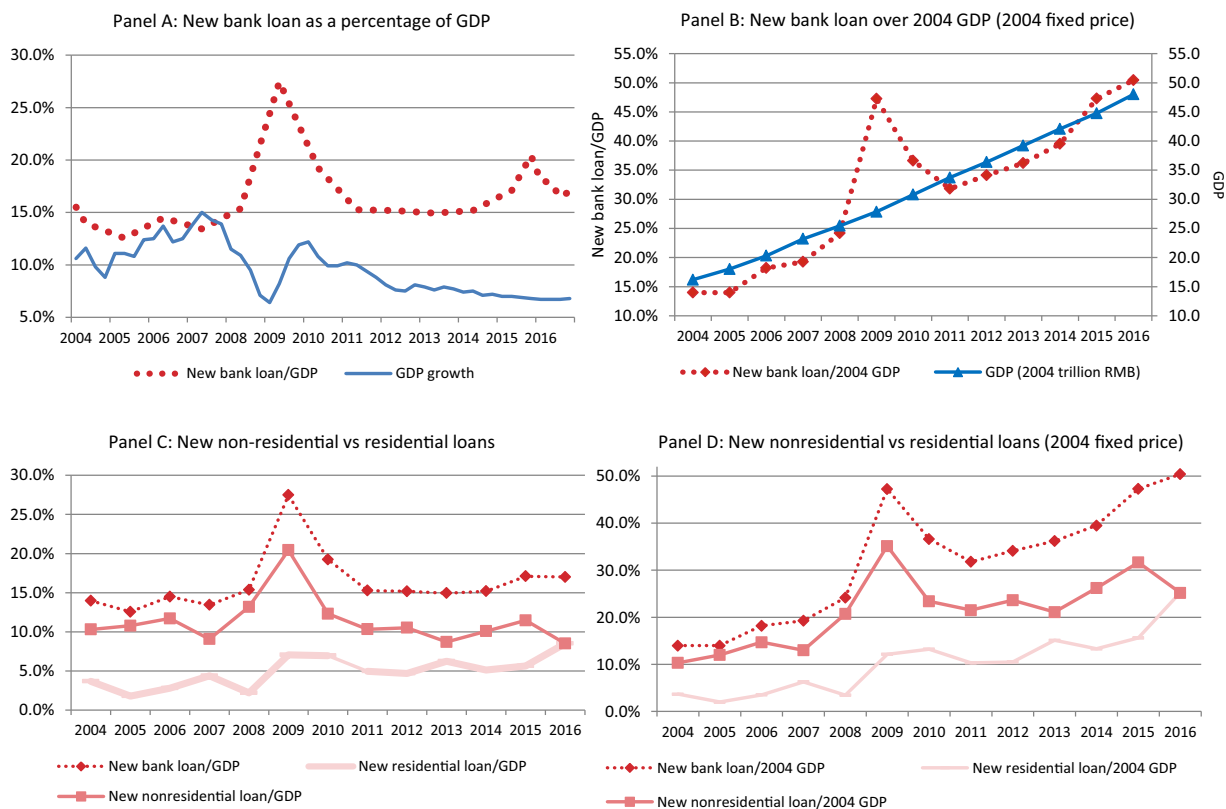 Panel A: New bank loan as a percentage of GDP
30.0%
25.0%
20.0%
15.0%
10.0%
5.0%
2004 2005 2006 2007 2008 2009 2010 2011 2012 2013 2014 2015 2016
New bank loan/GDP GDP growth
Panel B: New bank loan over 2004 GDP (2004 fixed price)
New bank loan/GDP
55.0%
50.0%
45.0%
40.0%
35.0%
30.0%
25.0%
20.0%
15.0%
10.0%
55.0
50.0
45.0
40.0
35.0
30.0
25.0
20.0
15.0
10.0
GDP
2004 2005 2006 2007 2008 2009 2010 2011 2012 2013 2014 2015 2016
New bank loan/2004 GDP GDP (2004 trillion RMB)
Panel C: New non-residential vs residential loans
30.0%
25.0%
20.0%
15.0%
10.0%
5.0%
0.0%
2004 2005 2006 2007 2008 2009 2010 2011 2012 2013 2014 2015 2016
New bank loan/GDP New residential loan/GDP
New nonresidential loan/GDP
Panel D: New nonresidential vs residential loans (2004 fixed price)
50.0%
40.0%
30.0%
20.0%
10.0%
0.0%
2004 2005 2006 2007 2008 2009 2010 2011 2012 2013 2014 2015 2016
New bank loan/2004 GDP New residential loan/2004 GDP
New nonresidential loan/2004 GDP